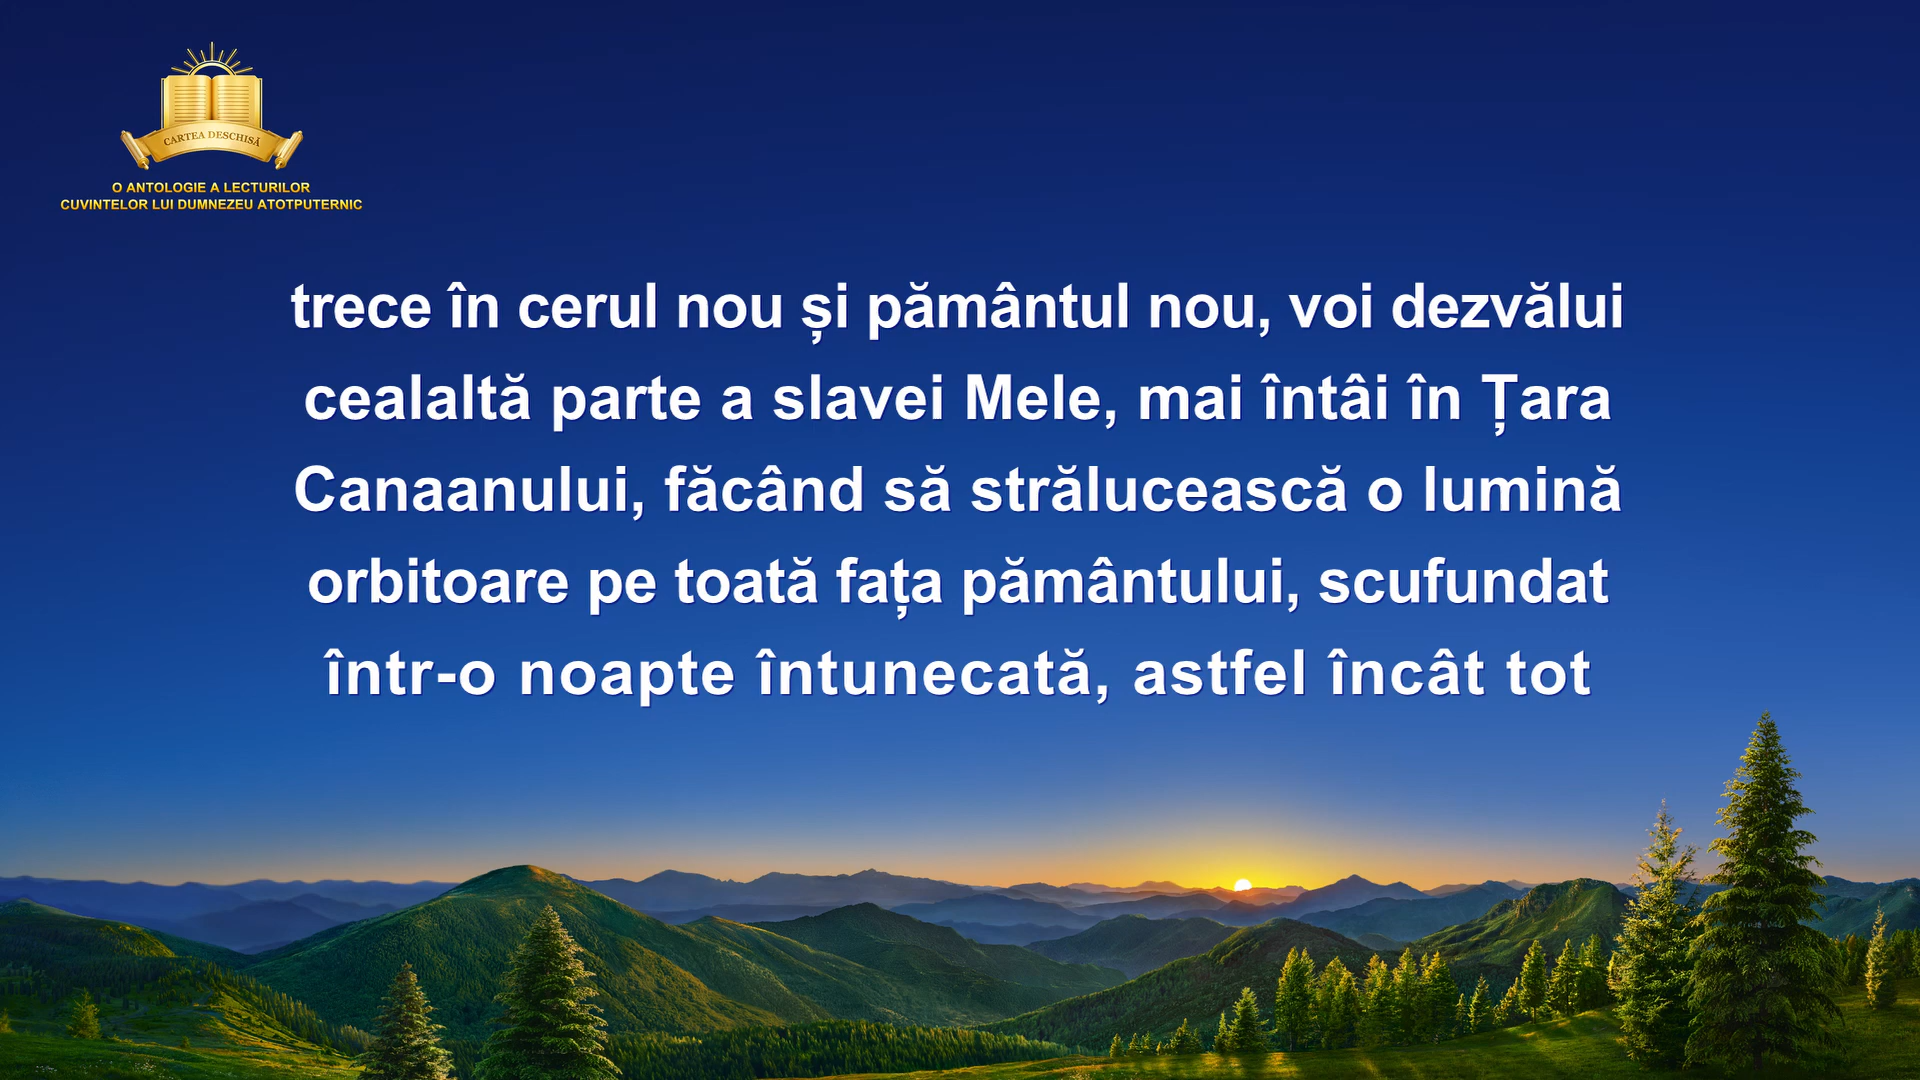 CARTEA DESCHISĂ
O ANTOLOGIE A LECTURILOR
CUVINTELOR LUI DUMNEZEU ATOTPUTERNIC
trece în cerul nou și pământul nou, voi dezvălui
cealaltă parte a slavei Mele, mai întâi în Țara
Canaanului, făcând să strălucească o lumină
orbitoare pe toată fața pământului, scufundat
într-o noapte întunecată, astfel încât tot